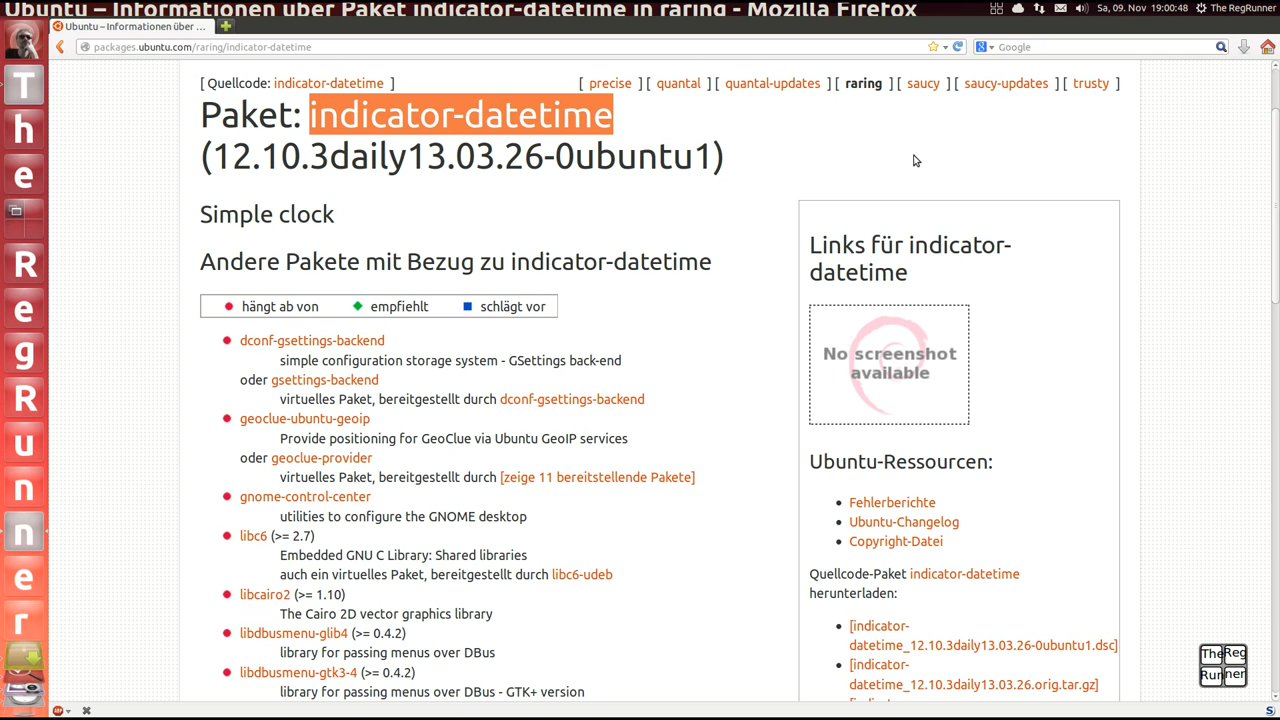 Ubuntu – Informationen über Paket indicator-datetime in raring - Mozilla Firefox
Sa, 09. Nov 19:00:48 The RegRunner
Ubuntu – Informationen über ...
packages.ubuntu.com/raring/indicator-datetime
Google
[ Quellcode: indicator-datetime ]
[ precise ] [ quantal ] [ quantal-updates ] [ raring ] [ saucy ] [ saucy-updates ] [ trusty ]
Paket: indicator-datetime
(12.10.3daily13.03.26-0ubuntu1)
Simple clock
Andere Pakete mit Bezug zu indicator-datetime
hängt ab von empfiehlt schlägt vor
dconf-gsettings-backend
simple configuration storage system - GSettings back-end
oder gsettings-backend
virtuelles Paket, bereitgestellt durch dconf-gsettings-backend
geoclue-ubuntu-geoip
Provide positioning for GeoClue via Ubuntu GeoIP services
oder geoclue-provider
virtuelles Paket, bereitgestellt durch [zeige 11 bereitstellende Pakete]
gnome-control-center
utilities to configure the GNOME desktop
libc6 (>= 2.7)
Embedded GNU C Library: Shared libraries
auch ein virtuelles Paket, bereitgestellt durch libc6-udeb
libcairo2 (>= 1.10)
The Cairo 2D vector graphics library
libdbusmenu-glib4 (>= 0.4.2)
library for passing menus over DBus
libdbusmenu-gtk3-4 (>= 0.4.2)
library for passing menus over DBus - GTK+ version
Links für indicator-
datetime
No screenshot
available
Ubuntu-Ressourcen:
Fehlerberichte
Ubuntu-Changelog
Copyright-Datei
Quellcode-Paket indicator-datetime
herunterladen:
[indicator-
datetime_12.10.3daily13.03.26-0ubuntu1.dsc]
[indicator-
datetime_12.10.3daily13.03.26.orig.tar.gz]
T
h
e
R
e
g
R
u
n
n
e
r
The Reg
Run ner